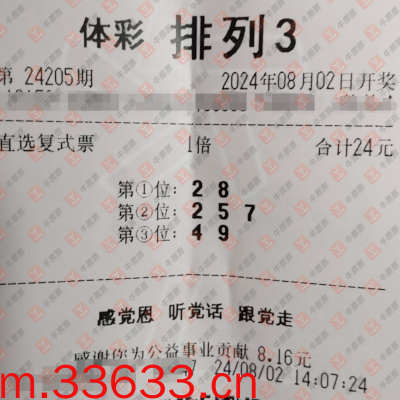 体彩 排列3
第 24205期 2024年08月02日开奖
直选复式票 1倍 合计24元
第①位: 2 8
第②位: 2 5 7
第③位: 4 9
感党恩 听党话 跟党走
感谢您为公益事业贡献 8.16元
24/08/02 14:07:24
m.33633.cn